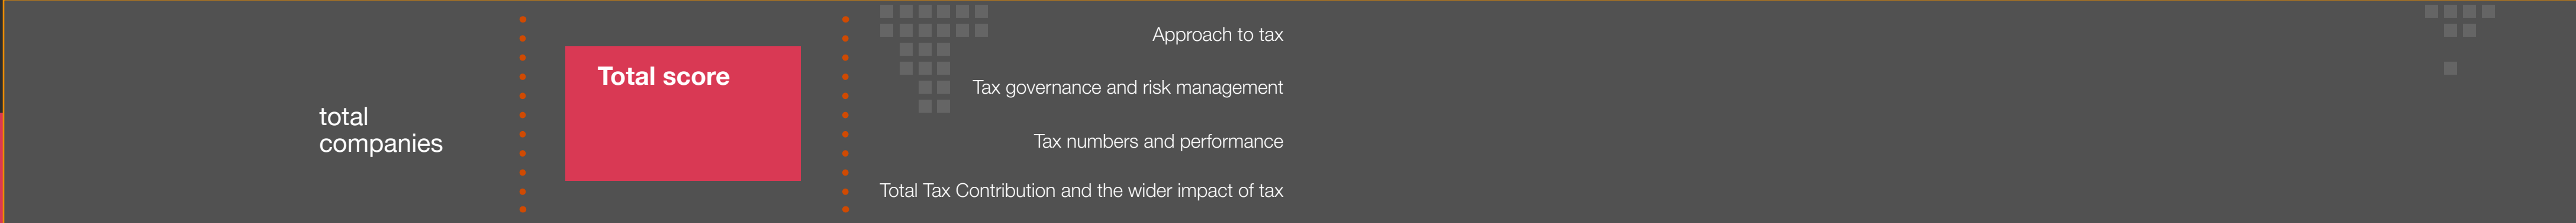 total
companies
Total score
Approach to tax
Tax governance and risk management
Tax numbers and performance
Total Tax Contribution and the wider impact of tax